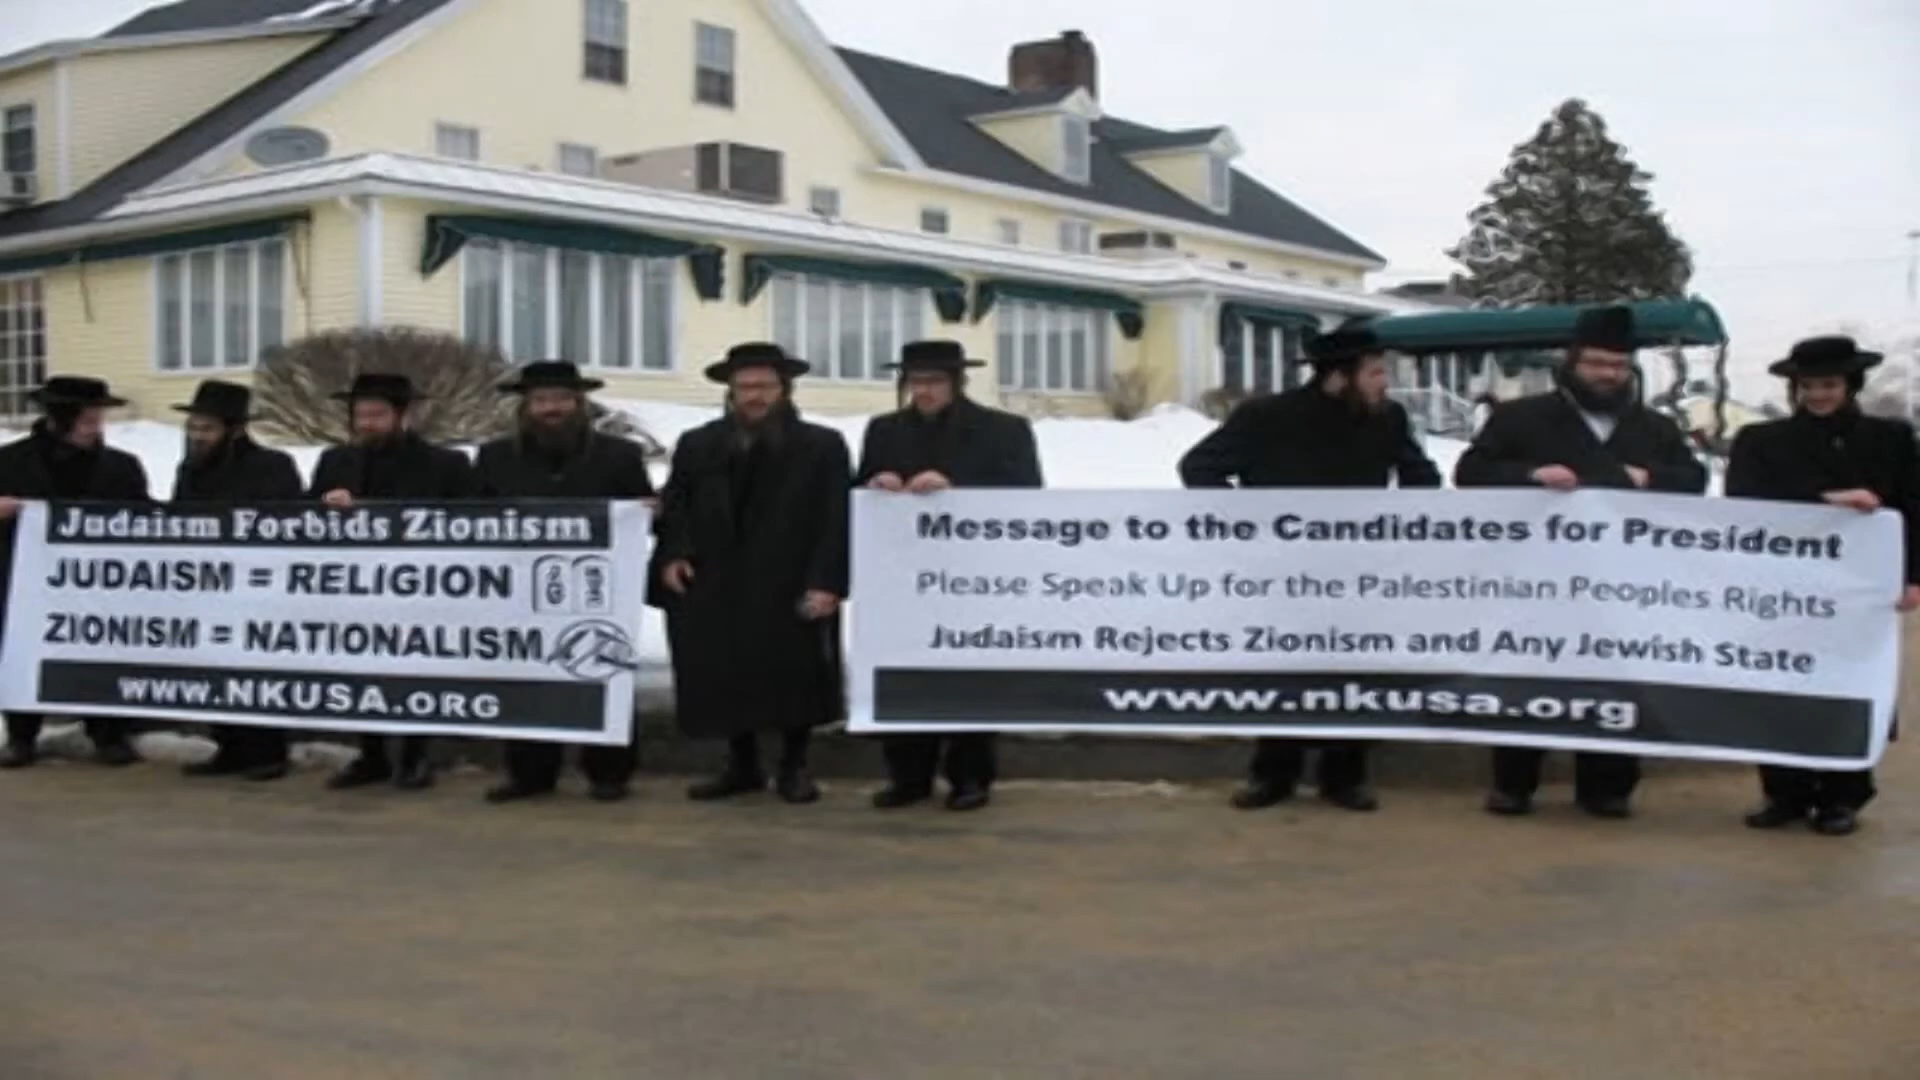 Judaism Forbids Zionism
JUDAISM = RELIGION
ZIONISM = NATIONALISM
WWW.NKUSA.ORG
Message to the Candidates for President
Please Speak Up for the Palestinian Peoples Rights
Judaism Rejects Zionism and Any Jewish State
www.nkusa.org